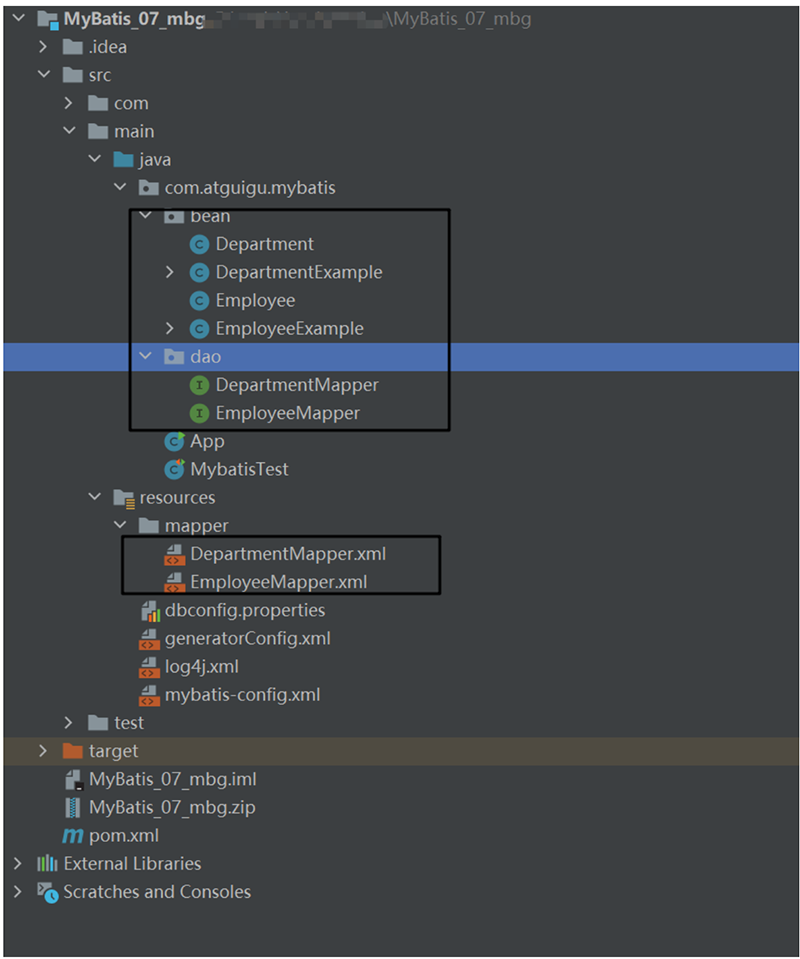 MyBatis_07_mbg \MyBatis_07_mbg
.idea
src
com
main
java
com.atguigu.mybatis
bean
Department
DepartmentExample
Employee
EmployeeExample
dao
DepartmentMapper
EmployeeMapper
App
MybatisTest
resources
mapper
DepartmentMapper.xml
EmployeeMapper.xml
dbconfig.properties
generatorConfig.xml
log4j.xml
mybatis-config.xml
test
target
MyBatis_07_mbg.iml
MyBatis_07_mbg.zip
pom.xml
External Libraries
Scratches and Consoles